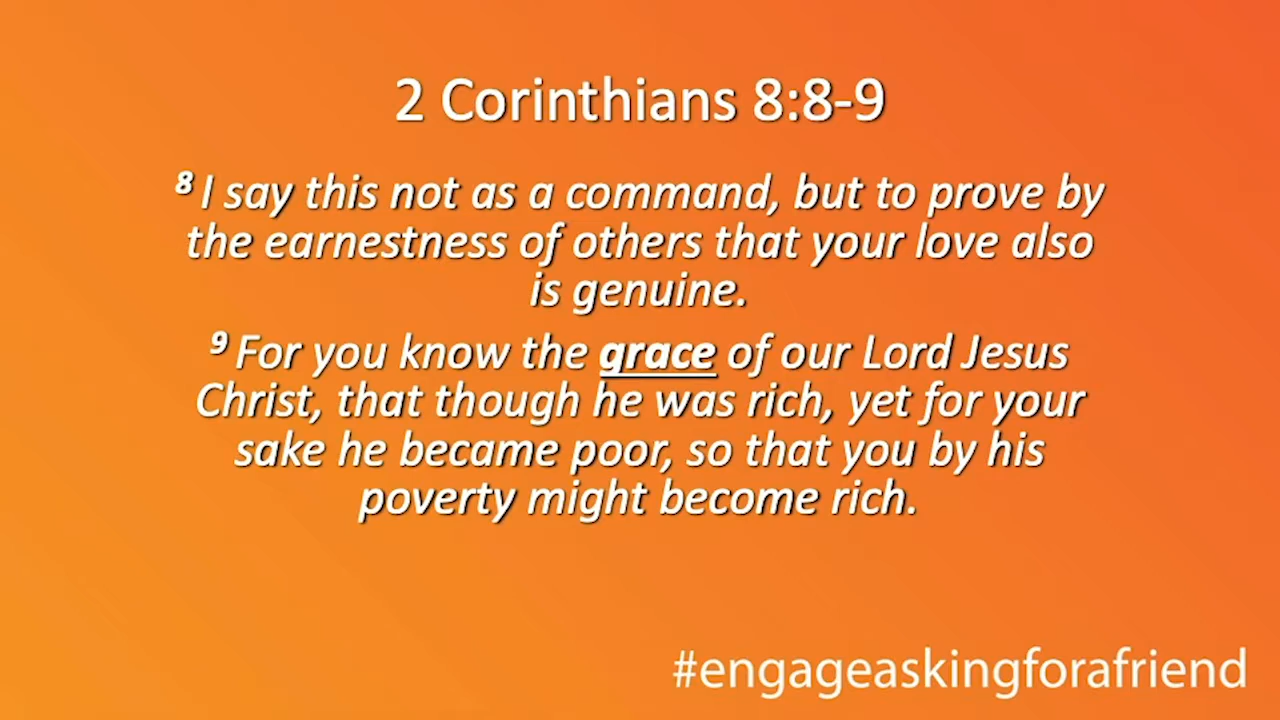 2 Corinthians 8:8-9
8 I say this not as a command, but to prove by
the earnestness of others that your love also
is genuine.
9 For you know the grace of our Lord Jesus
Christ, that though he was rich, yet for your
sake he became poor, so that you by his
poverty might become rich.
#engageaskingforafriend